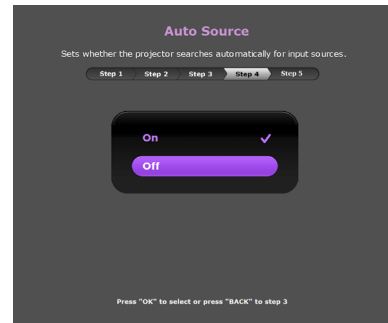 Auto Source
Sets whether the projector searches automatically for input sources.
Step 1 Step 2 Step 3 Step 4 Step 5
On
Off
Press "OK" to select or press "BACK" to step 3